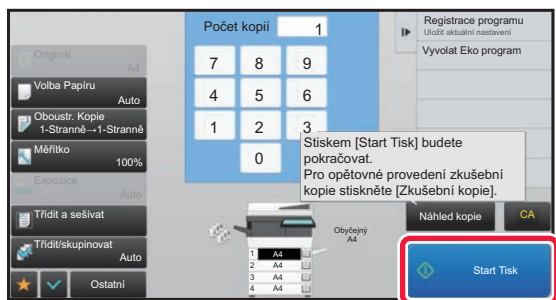 Počet kopií
1
Originál
A4
Volba Papíru
Auto
Oboustr. Kopie
1-Stranně→1-Stranně
Měřítko
100%
Expozice
Auto
Třídit a sešívat
Třídit/skupinovat
Auto
Ostatní
7 8 9
4 5 6
1 2 3
0
Registrace programu
Uložit aktuální nastavení
Vyvolat Eko program
Stiskem [Start Tisk] budete
pokračovat.
Pro opětovné provedení zkušební
kopie stiskněte [Zkušební kopie].
Obyčejný
A4
1 A4
2 A4
3 A4
4 A4
Náhled kopie
CA
Start Tisk